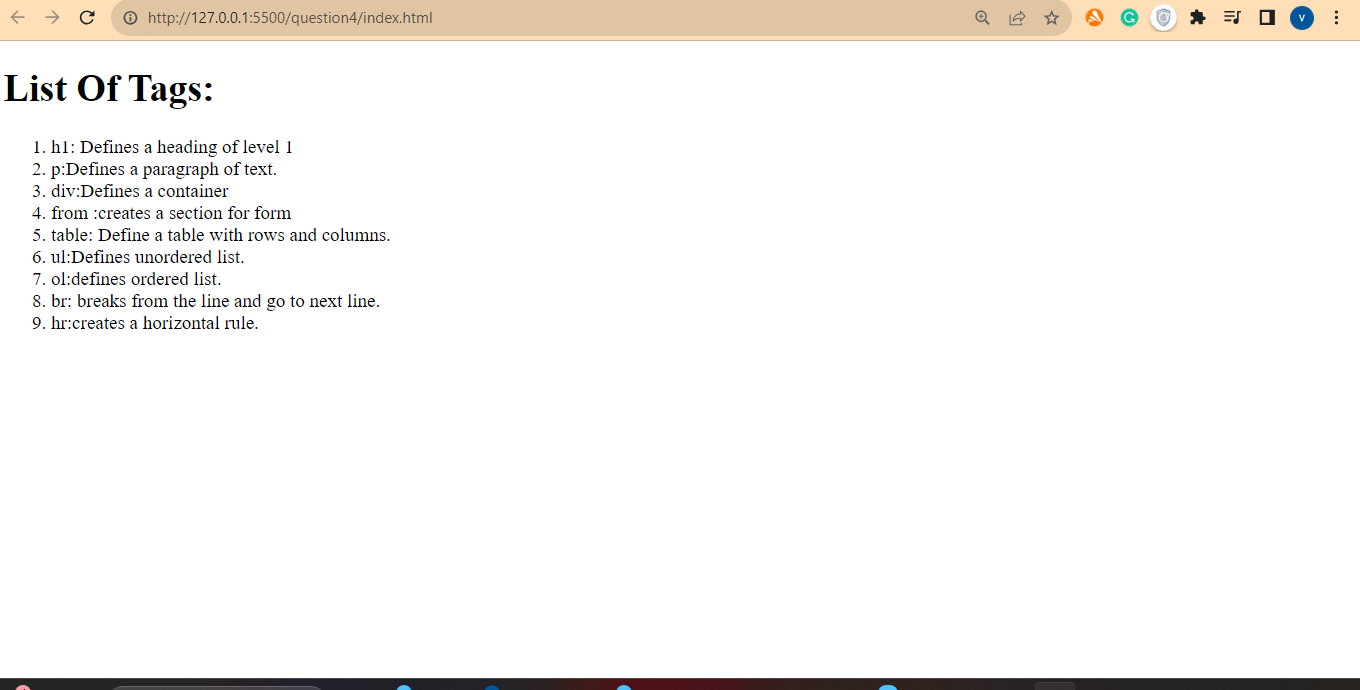 http://127.0.0.1:5500/question4/index.html
V
List Of Tags:
1. h1: Defines a heading of level 1
2. p:Defines a paragraph of text.
3. div:Defines a container
4. from :creates a section for form
5. table: Define a table with rows and columns.
6. ul:Defines unordered list.
7. ol:defines ordered list.
8. br: breaks from the line and go to next line.
9. hr:creates a horizontal rule.